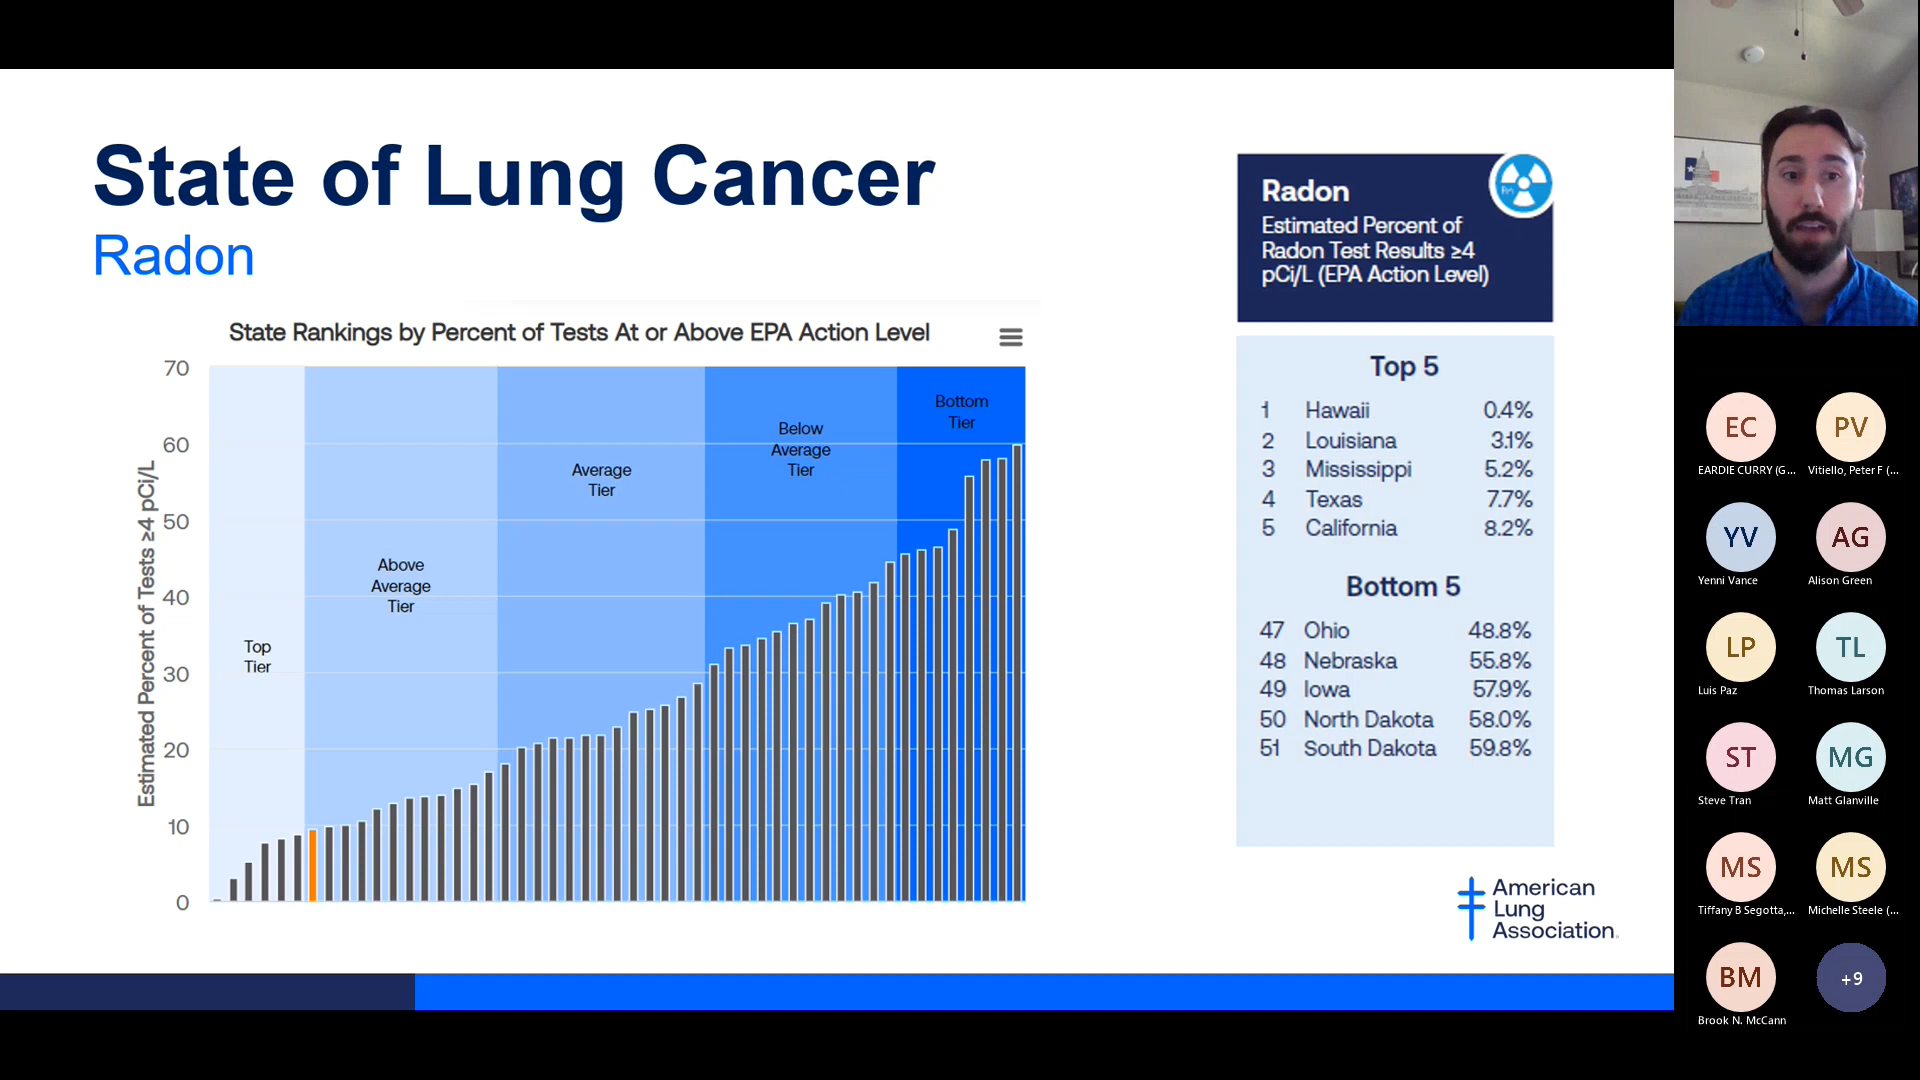 State of Lung Cancer
Radon
State Rankings by Percent of Tests At or Above EPA Action Level
Estimated Percent of Tests ≥4 pCi/L
70
60
50
40
30
20
10
0
Top
Tier
Above
Average
Tier
Average
Tier
Below
Average
Tier
Bottom
Tier
Radon
Estimated Percent of
Radon Test Results ≥4
pCi/L (EPA Action Level)
Top 5
1 Hawaii 0.4%
2 Louisiana 3.1%
3 Mississippi 5.2%
4 Texas 7.7%
5 California 8.2%
Bottom 5
47 Ohio 48.8%
48 Nebraska 55.8%
49 Iowa 57.9%
50 North Dakota 58.0%
51 South Dakota 59.8%
American
Lung
Association.
EC
EARDIE CURRY (G...
PV
Vitiello, Peter F (...
YV
Yenni Vance
AG
Alison Green
LP
Luis Paz
TL
Thomas Larson
ST
Steve Tran
MG
Matt Glanville
MS
Tiffany B Segotta,...
MS
Michelle Steele (...
BM
Brook N. McCann
+9